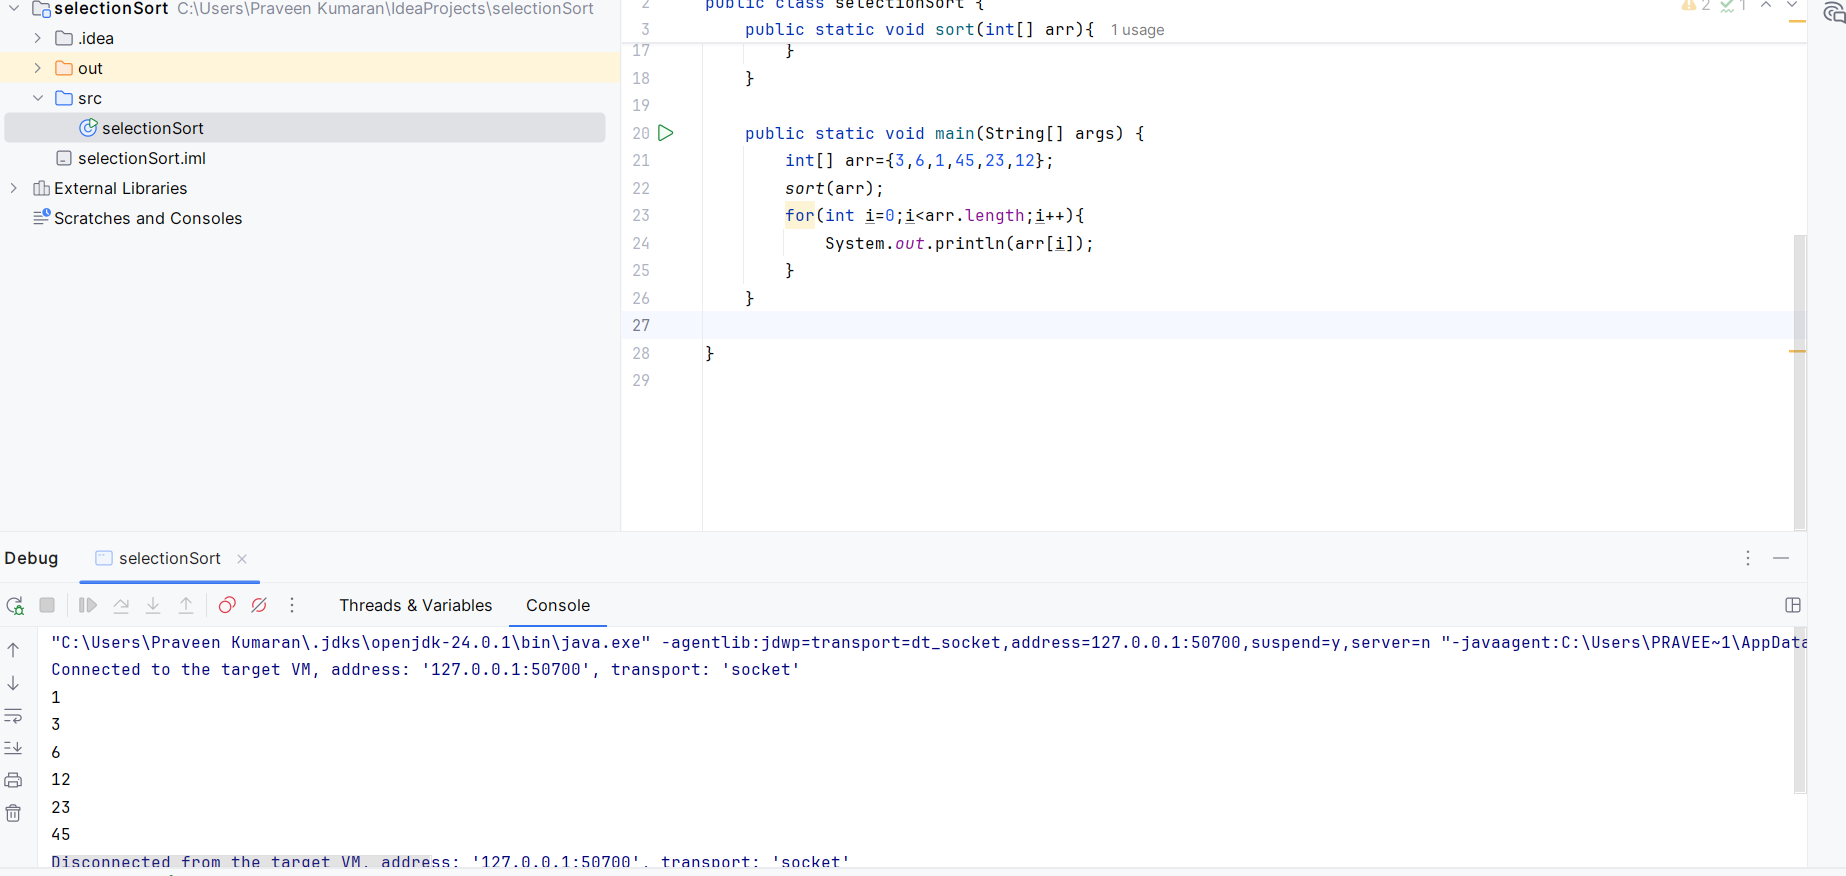 selectionSort C:\Users\Praveen Kumaran\IdeaProjects\selectionSort
.idea
out
src
selectionSort
selectionSort.iml
External Libraries
Scratches and Consoles
2 public class selectionSort {
3 public static void sort(int[] arr){ 1 usage
2 1
17 }
18 }
19
20 public static void main(String[] args) {
21 int[] arr={3,6,1,45,23,12};
22 sort(arr);
23 for(int i=0;i<arr.length;i++){
24 System.out.println(arr[i]);
25 }
26 }
27
28 }
29
Debug selectionSort
Threads & Variables Console
"C:\Users\Praveen Kumaran\.jdks\openjdk-24.0.1\bin\java.exe" -agentlib:jdwp=transport=dt_socket,address=127.0.0.1:50700,suspend=y,server=n "-javaagent:C:\Users\PRAVEE~1\AppData
Connected to the target VM, address: '127.0.0.1:50700', transport: 'socket'
1
3
6
12
23
45
Disconnected from the target VM, address: '127.0.0.1:50700', transport: 'socket'